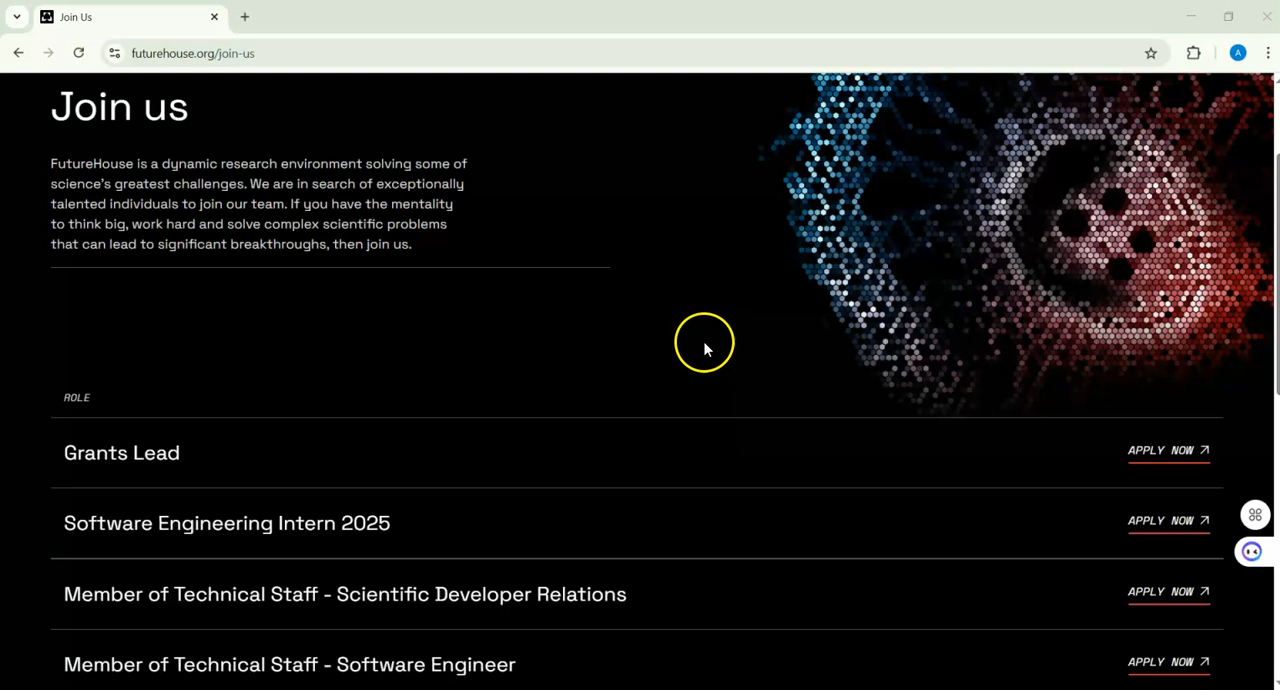 Join Us
futurehouse.org/join-us
A
Join us
FutureHouse is a dynamic research environment solving some of
science's greatest challenges. We are in search of exceptionally
talented individuals to join our team. If you have the mentality
to think big, work hard and solve complex scientific problems
that can lead to significant breakthroughs, then join us.
ROLE
Grants Lead
APPLY NOW
Software Engineering Intern 2025
APPLY NOW
Member of Technical Staff - Scientific Developer Relations
APPLY NOW
Member of Technical Staff - Software Engineer
APPLY NOW